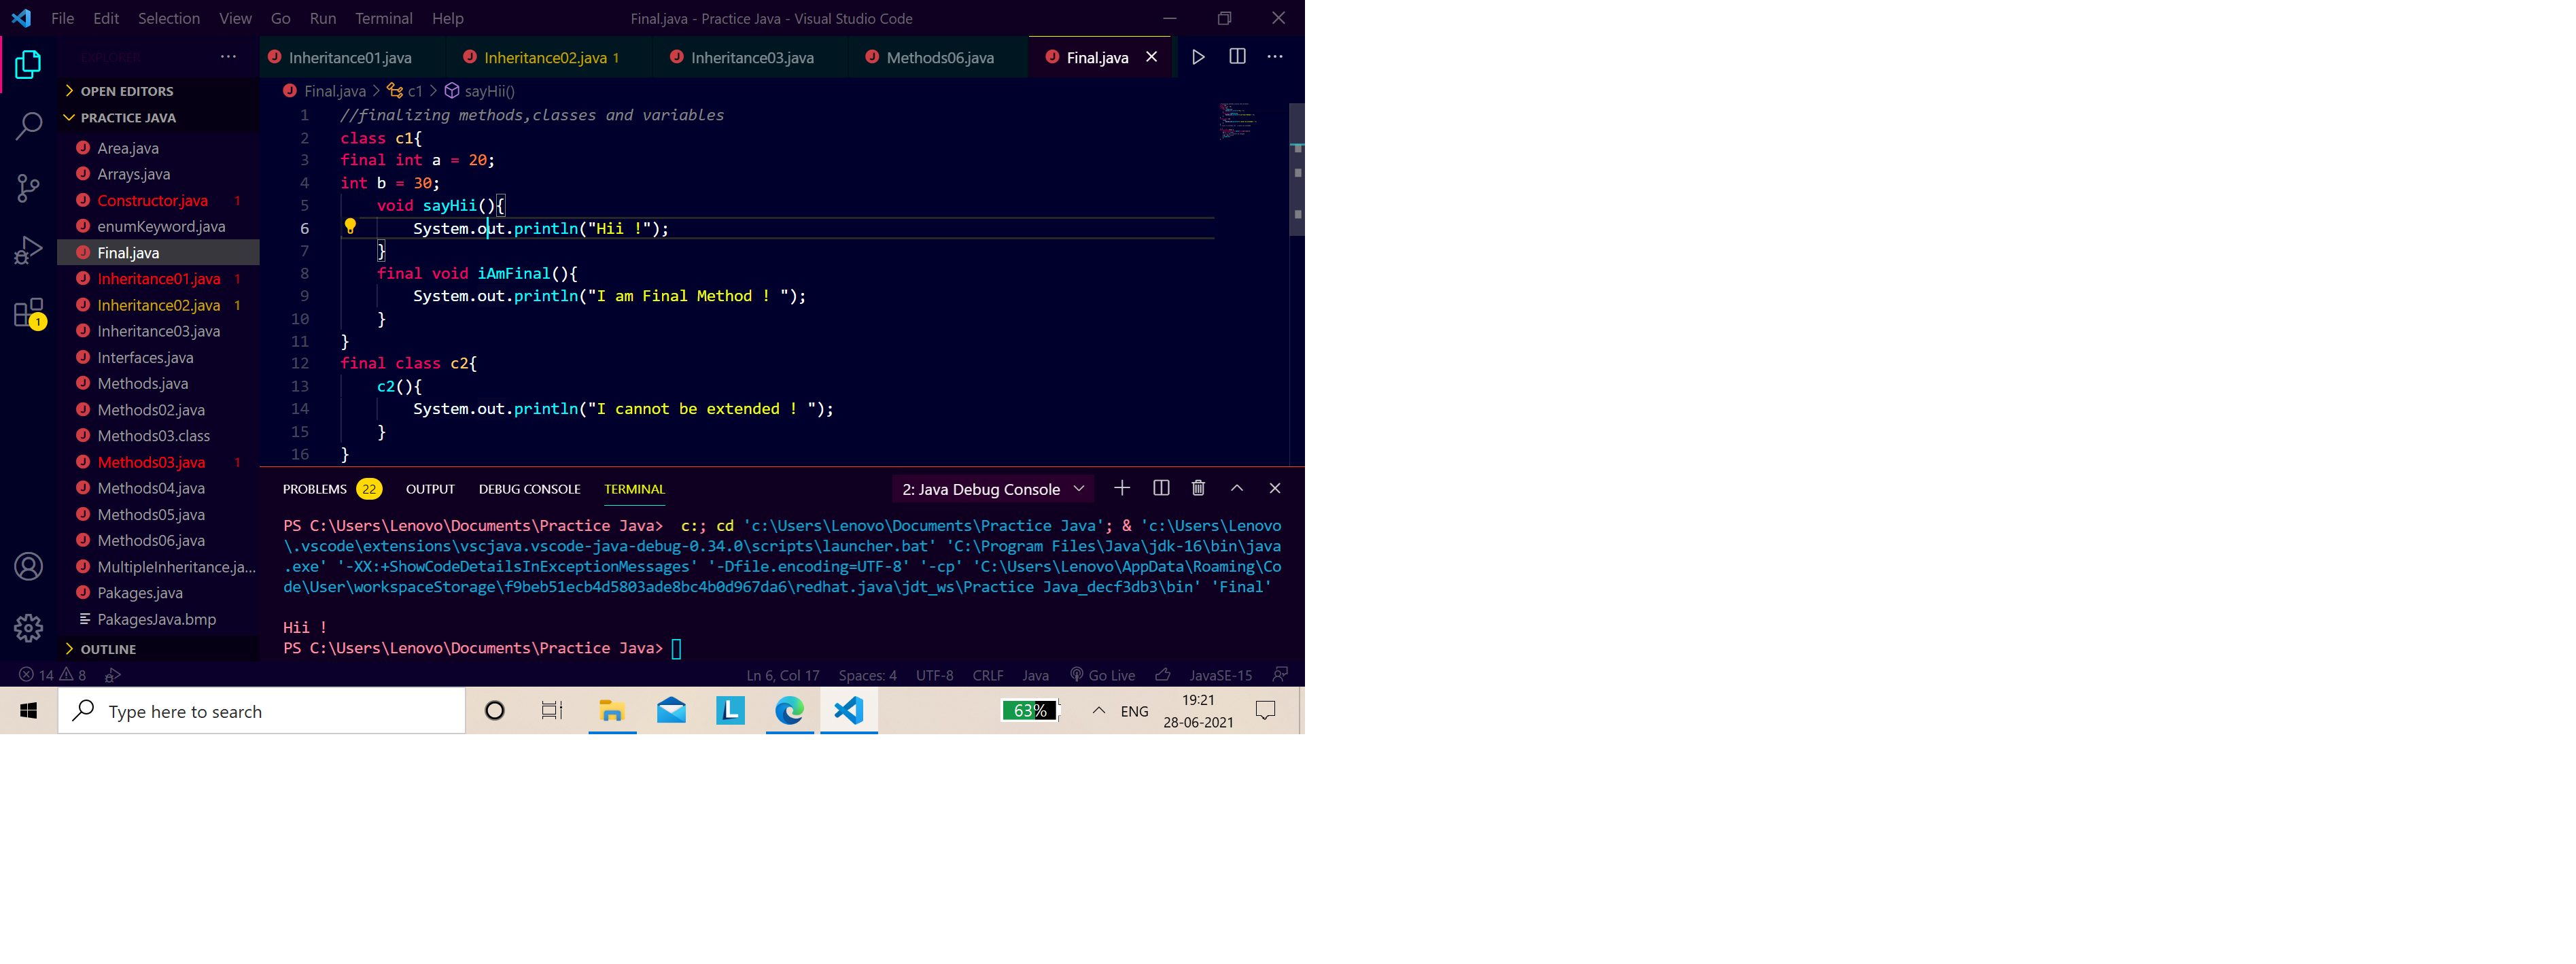 File Edit Selection View Go Run Terminal Help
Final.java - Practice Java - Visual Studio Code
EXPLORER
Inheritance01.java Inheritance02.java 1 Inheritance03.java Methods06.java Final.java
OPEN EDITORS
PRACTICE JAVA
Area.java
Arrays.java
Constructor.java 1
enumKeyword.java
Final.java
Inheritance01.java 1
Inheritance02.java 1
Inheritance03.java
Interfaces.java
Methods.java
Methods02.java
Methods03.class
Methods03.java 1
Methods04.java
Methods05.java
Methods06.java
MultipleInheritance.ja...
Pakages.java
PakagesJava.bmp
OUTLINE
1
Final.java > c1 > sayHii()
1 //finalizing methods,classes and variables
2 class c1{
3 final int a = 20;
4 int b = 30;
5 void sayHii(){
6 System.out.println("Hii !");
7 }
8 final void iAmFinal(){
9 System.out.println("I am Final Method ! ");
10 }
11 }
12 final class c2{
13 c2(){
14 System.out.println("I cannot be extended ! ");
15 }
16 }
PROBLEMS 22 OUTPUT DEBUG CONSOLE TERMINAL 2: Java Debug Console
PS C:\Users\Lenovo\Documents\Practice Java> c:; cd 'c:\Users\Lenovo\Documents\Practice Java'; & 'c:\Users\Lenovo
\.vscode\extensions\vscjava.vscode-java-debug-0.34.0\scripts\launcher.bat' 'C:\Program Files\Java\jdk-16\bin\java
.exe' '-XX:+ShowCodeDetailsInExceptionMessages' '-Dfile.encoding=UTF-8' '-cp' 'C:\Users\Lenovo\AppData\Roaming\Co
de\User\workspaceStorage\f9beb51ecb4d5803ade8bc4b0d967da6\redhat.java\jdt_ws\Practice Java_decf3db3\bin' 'Final'
Hii !
PS C:\Users\Lenovo\Documents\Practice Java>
14 8 Ln 6, Col 17 Spaces: 4 UTF-8 CRLF Java Go Live JavaSE-15
Type here to search
63% ENG
19:21
28-06-2021